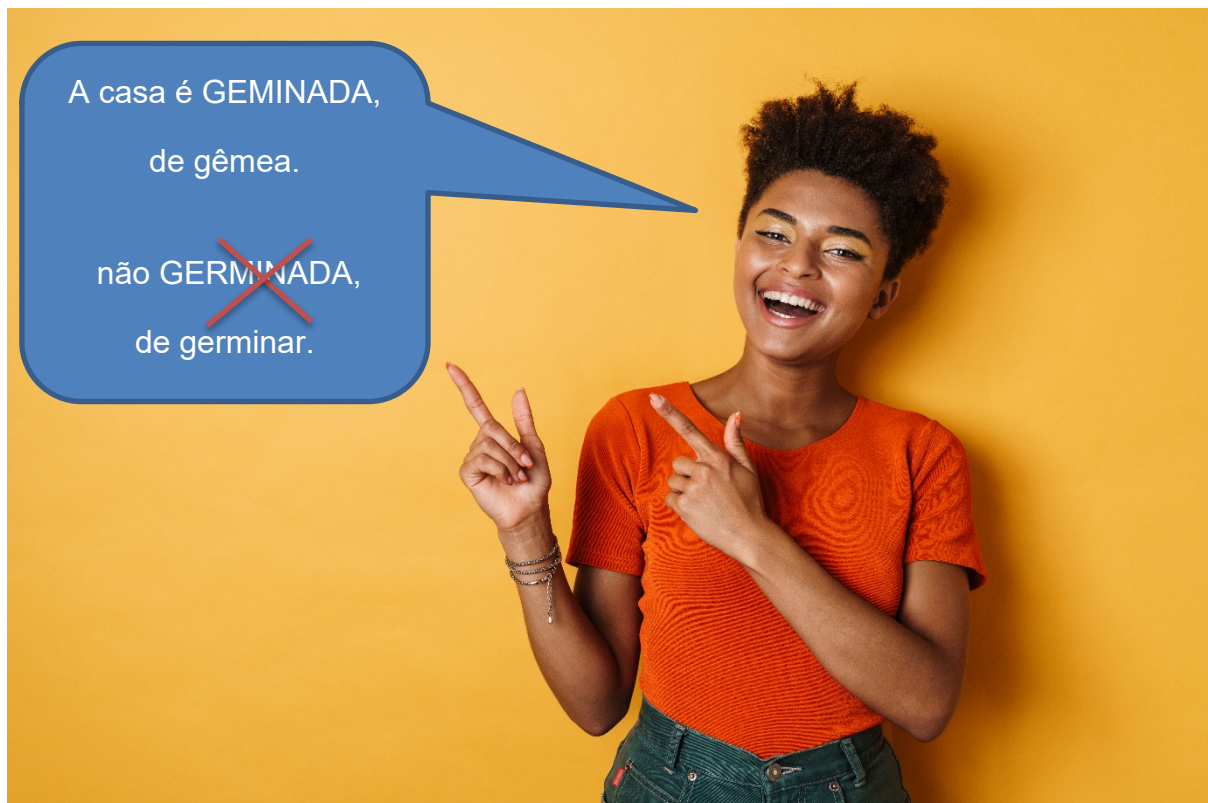 A casa é GEMINADA,
de gêmea.
não GERMINADA,
de germinar.